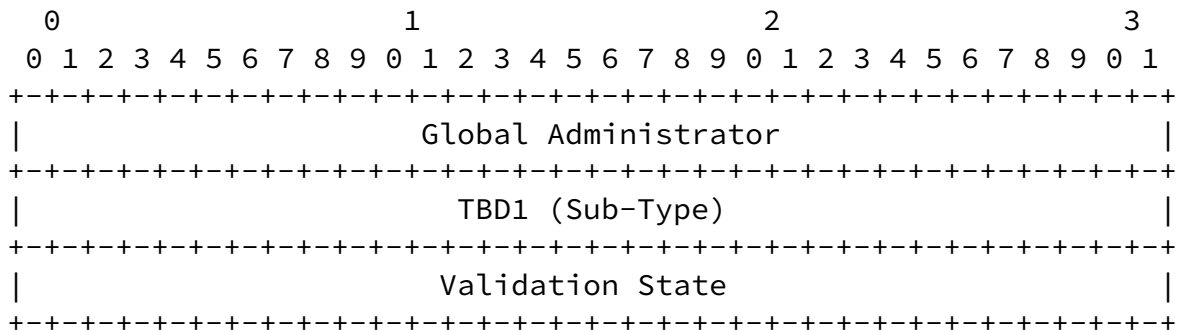 0                   1                   2                   3
 0 1 2 3 4 5 6 7 8 9 0 1 2 3 4 5 6 7 8 9 0 1 2 3 4 5 6 7 8 9 0 1
+-+-+-+-+-+-+-+-+-+-+-+-+-+-+-+-+-+-+-+-+-+-+-+-+-+-+-+-+-+-+-+-+
|                      Global Administrator                     |
+-+-+-+-+-+-+-+-+-+-+-+-+-+-+-+-+-+-+-+-+-+-+-+-+-+-+-+-+-+-+-+-+
|                        TBD1 (Sub-Type)                        |
+-+-+-+-+-+-+-+-+-+-+-+-+-+-+-+-+-+-+-+-+-+-+-+-+-+-+-+-+-+-+-+-+
|                       Validation State                        |
+-+-+-+-+-+-+-+-+-+-+-+-+-+-+-+-+-+-+-+-+-+-+-+-+-+-+-+-+-+-+-+-+